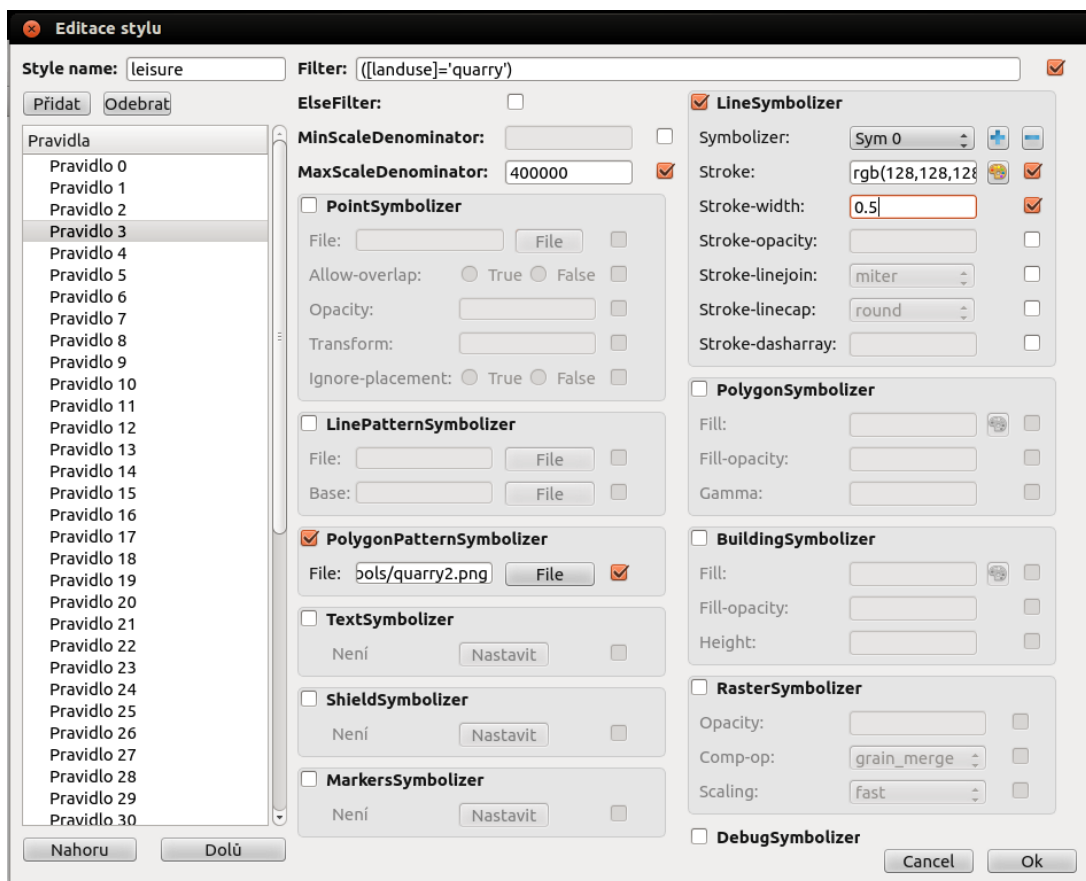 Editace stylu
Style name: leisure
Filter: ([landuse]='quarry')
Přidat Odebrat
Pravidla
Pravidlo 0
Pravidlo 1
Pravidlo 2
Pravidlo 3
Pravidlo 4
Pravidlo 5
Pravidlo 6
Pravidlo 7
Pravidlo 8
Pravidlo 9
Pravidlo 10
Pravidlo 11
Pravidlo 12
Pravidlo 13
Pravidlo 14
Pravidlo 15
Pravidlo 16
Pravidlo 17
Pravidlo 18
Pravidlo 19
Pravidlo 20
Pravidlo 21
Pravidlo 22
Pravidlo 23
Pravidlo 24
Pravidlo 25
Pravidlo 26
Pravidlo 27
Pravidlo 28
Pravidlo 29
Pravidlo 30
Nahoru Dolů
ElseFilter:
MinScaleDenominator:
MaxScaleDenominator: 400000
PointSymbolizer
File: File
Allow-overlap: True False
Opacity:
Transform:
Ignore-placement: True False
LinePatternSymbolizer
File: File
Base: File
PolygonPatternSymbolizer
File: ools/quarry2.png File
TextSymbolizer
Není Nastavit
ShieldSymbolizer
Není Nastavit
MarkersSymbolizer
Není Nastavit
LineSymbolizer
Symbolizer: Sym 0
Stroke: rgb(128,128,128
Stroke-width: 0.5
Stroke-opacity:
Stroke-linejoin: miter
Stroke-linecap: round
Stroke-dasharray:
PolygonSymbolizer
Fill:
Fill-opacity:
Gamma:
BuildingSymbolizer
Fill:
Fill-opacity:
Height:
RasterSymbolizer
Opacity:
Comp-op: grain_merge
Scaling: fast
DebugSymbolizer
Cancel Ok